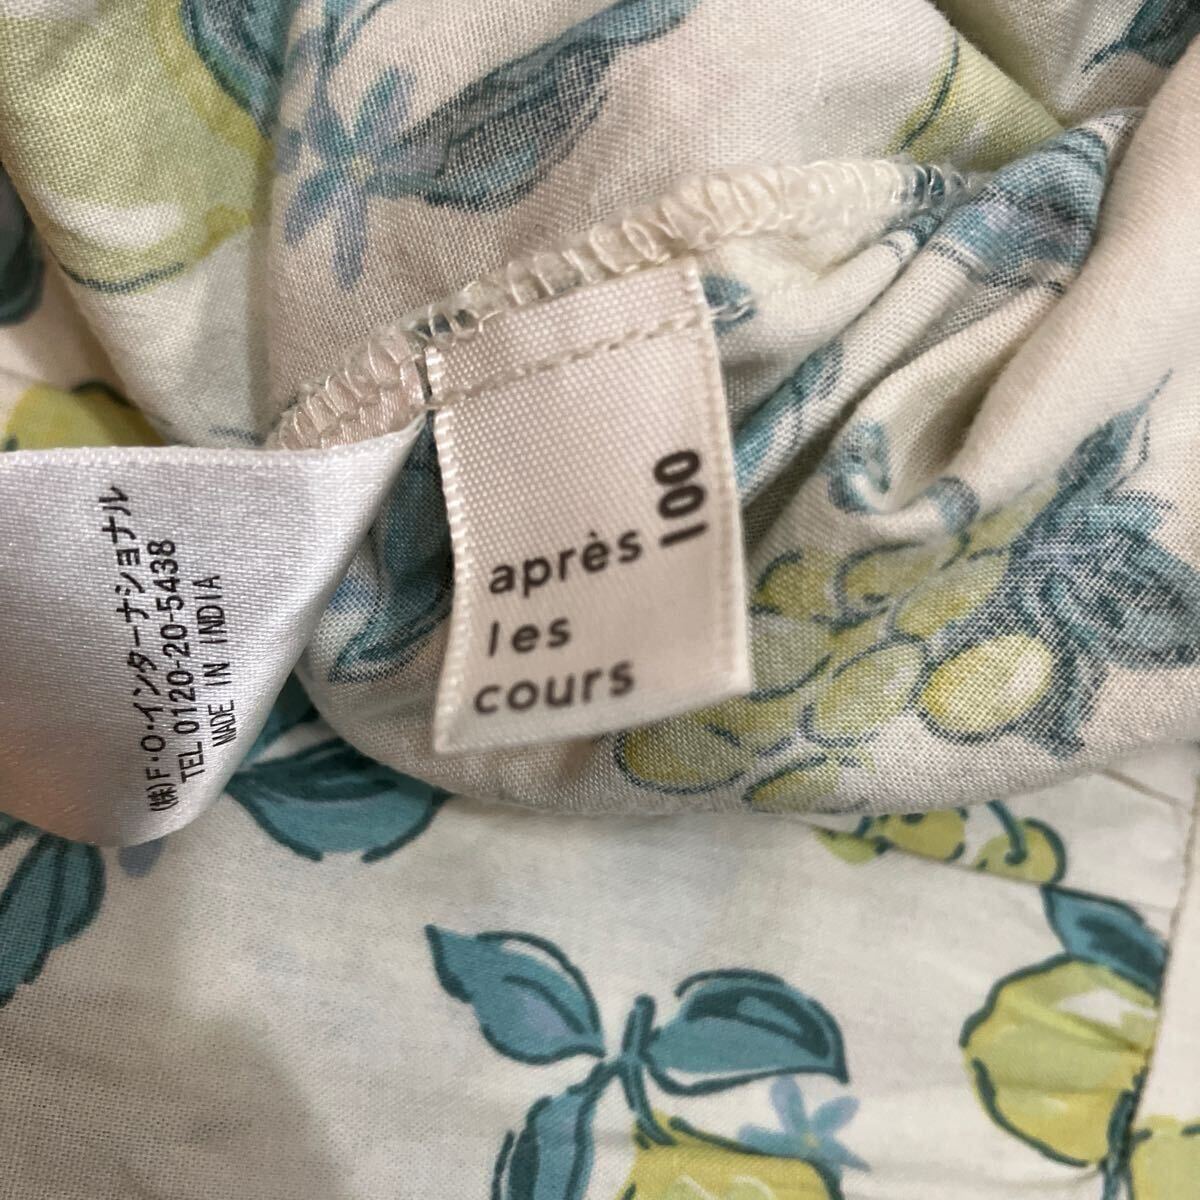 (株)F・O・インターナショナル
TEL 0120-20-5438
MADE IN INDIA
100
après
les
cours